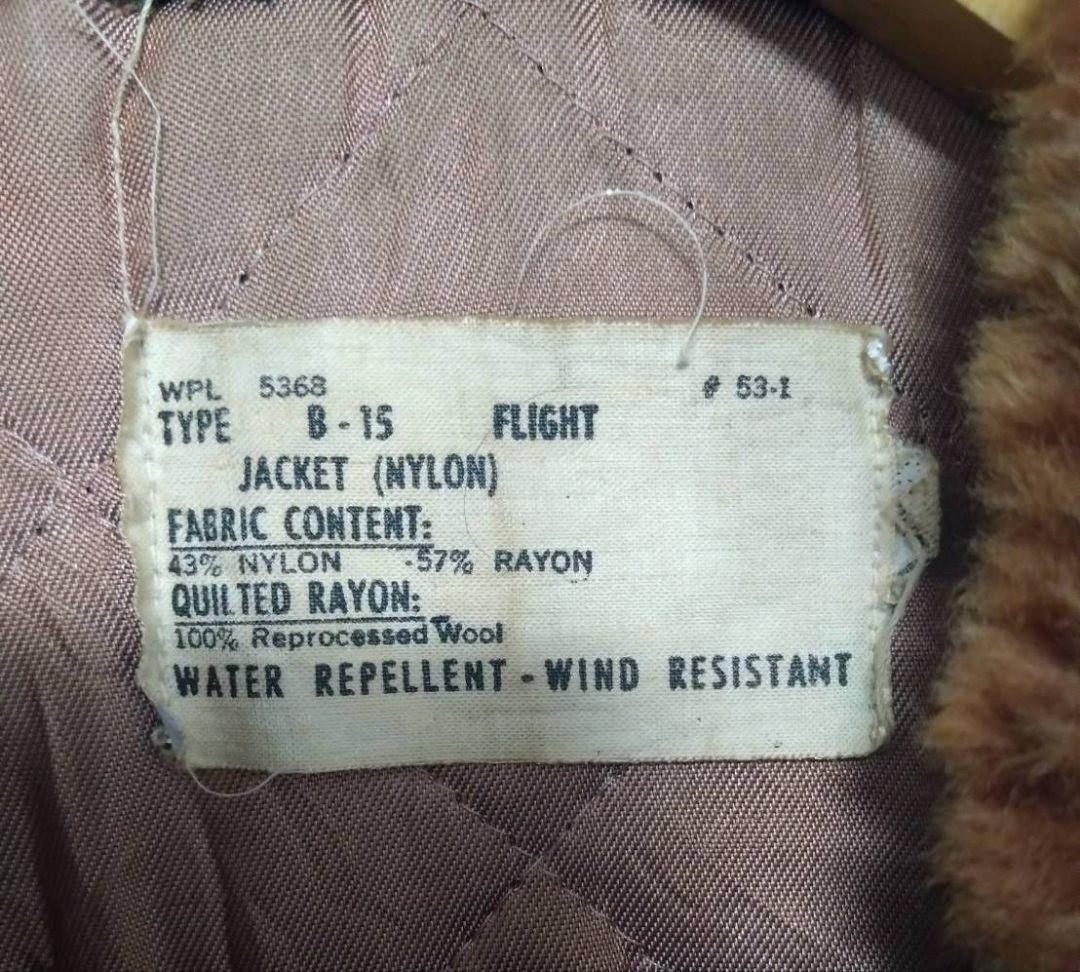 WPL 5368 # 53-1
TYPE B-15 FLIGHT
JACKET (NYLON)
FABRIC CONTENT:
43% NYLON -57% RAYON
QUILTED RAYON:
100% Reprocessed Wool
WATER REPELLENT-WIND RESISTANT